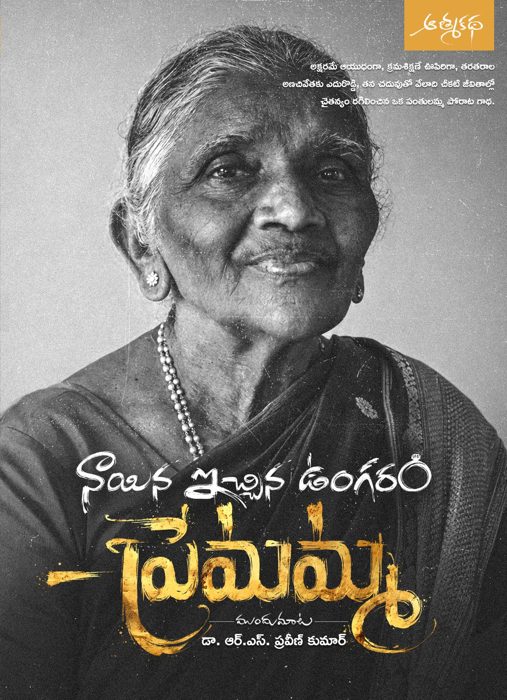 ఆత్మకథ
అక్షరమే ఆయుధంగా, క్రమశిక్షణే ఊపిరిగా, తరతరాల
అణచివేతకు ఎదురొడ్డి, తన చదువుతో వేలాది చీకటి జీవితాల్లో
చైతన్యం రగిలించిన ఒక పంతులమ్మ పోరాట గాథ.
నాయిన ఇచ్చిన ఉంగరం
ప్రేమమ్మ
ముందుమాట
డా. ఆర్.ఎస్. ప్రవీణ్ కుమార్